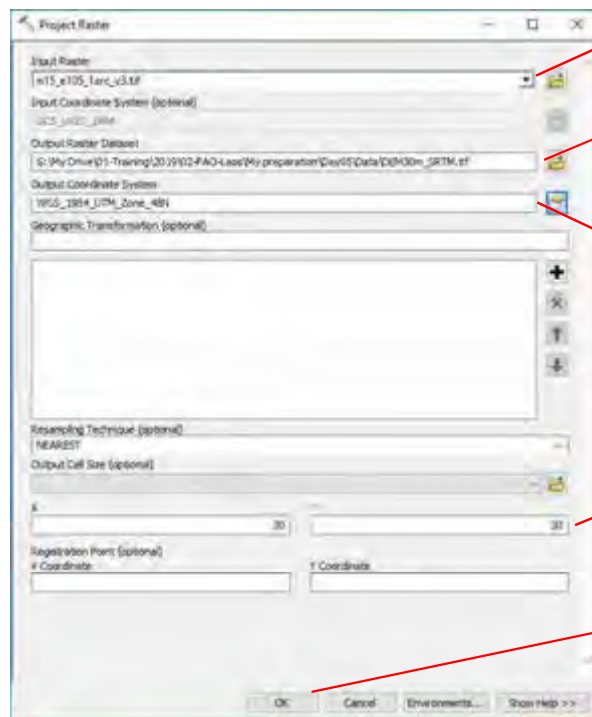 Project Raster
Input Raster
n15_e105_1arc_v3.tif
Input Coordinate System (optional)
GCS_WGS_1984
Output Raster Dataset
G:\My Drive\01-Training\2019\02-FAO-Laos\My preparation\Day05\Data\DEM30m_SRTM.tif
Output Coordinate System
WGS_1984_UTM_Zone_48N
Geographic Transformation (optional)
Resampling Technique (optional)
NEAREST
Output Cell Size (optional)
X
30 30
Registration Point (optional)
X Coordinate Y Coordinate
OK Cancel Environments... Show Help >>